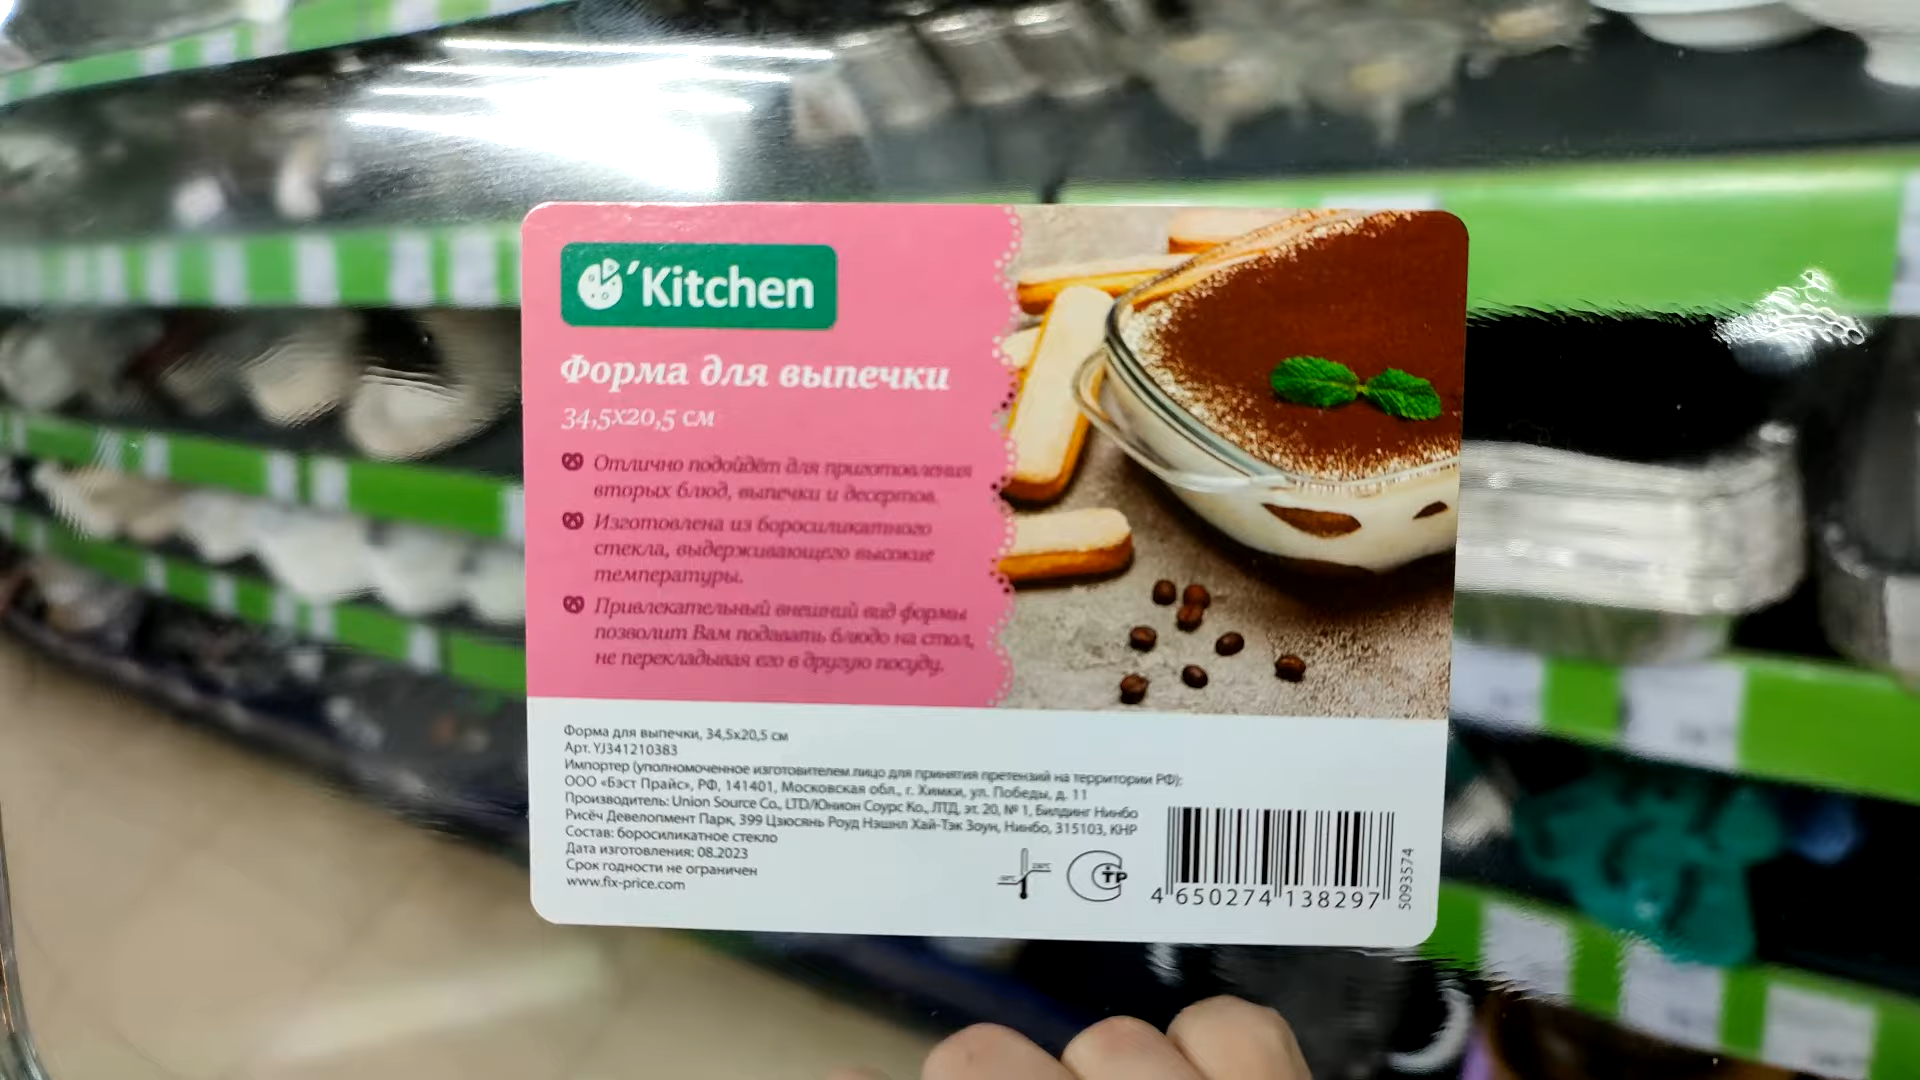 'Kitchen
Форма для выпечки
34,5x20,5 см
Отлично подойдёт для приготовления
вторых блюд, выпечки и десертов.
Изготовлена из боросиликатного
стекла, выдерживающего высокие
температуры.
Привлекательный внешний вид формы
позволит Вам подавать блюдо на стол,
не перекладывая его в другую посуду.
Форма для выпечки, 34,5x20,5 см
Арт. YJ341210383
Импортер (уполномоченное изготовителем лицо для принятия претензий на территории РФ):
ООО «Бэст Прайс», РФ, 141401, Московская обл., г. Химки, ул. Победы, д. 11
Производитель: Union Source Co., LTD/Юнион Соурс Ко., ЛТД, эт. 20, № 1, Билдинг Нинбо
Рисёч Девелопмент Парк, 399 Цзюсянь Роуд Нэшнл Хай-Тэк Зоун, Нинбо, 315103, КНР
Состав: боросиликатное стекло
Дата изготовления: 08.2023
Срок годности не ограничен
www.fix-price.com
СТР
4 650274 138297
5093574